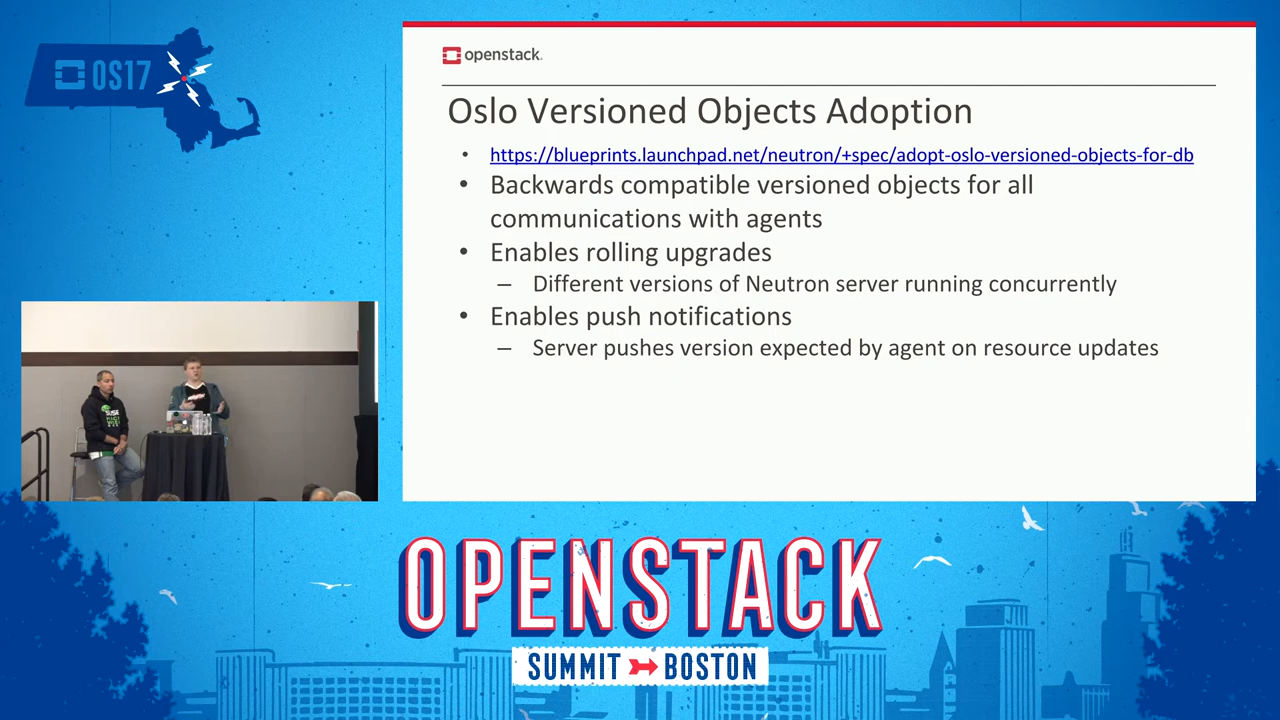 OS17
openstack.
Oslo Versioned Objects Adoption
• https://blueprints.launchpad.net/neutron/+spec/adopt-oslo-versioned-objects-for-db
• Backwards compatible versioned objects for all
communications with agents
• Enables rolling upgrades
– Different versions of Neutron server running concurrently
• Enables push notifications
– Server pushes version expected by agent on resource updates
SUSE
OPENSTACK
SUMMIT BOSTON